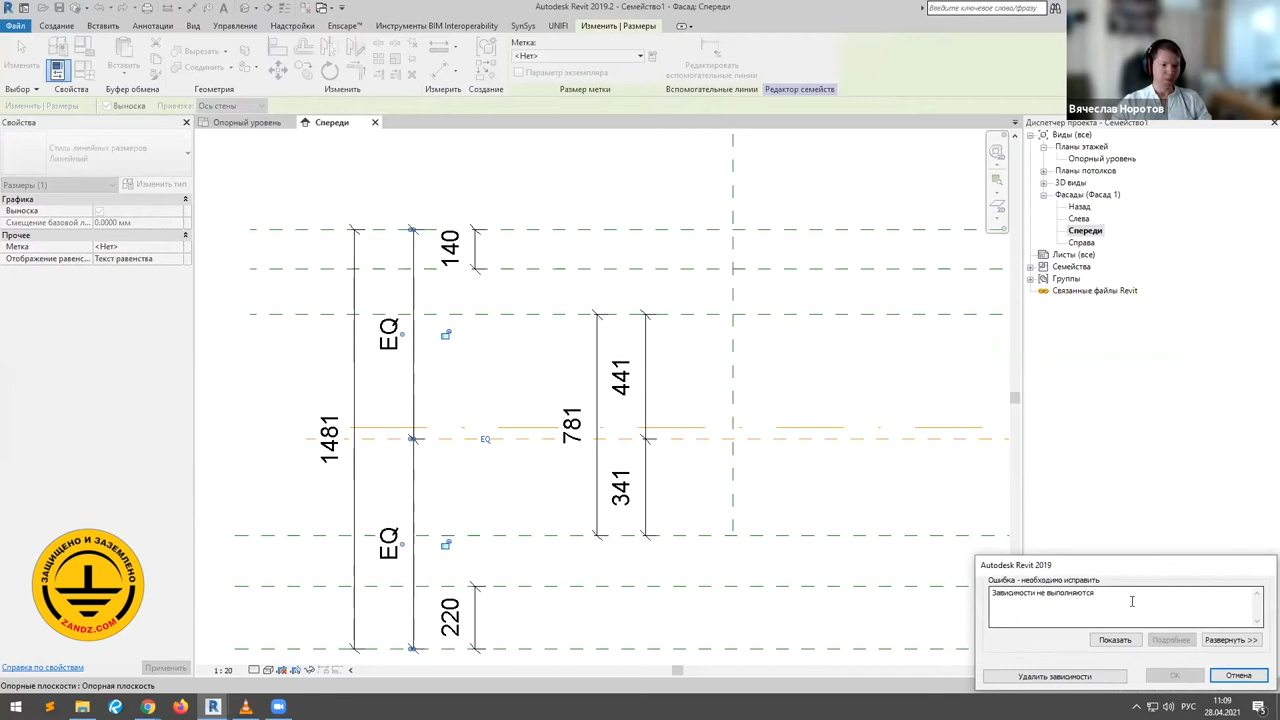 Autodesk Revit 2019.2 - Семейство1 - Фасад: Спереди
Введите ключевое слово/фразу
Файл Создание Вставить Аннотации Вид Управление Надстройки Enscape™ Инструменты BIM Interoperability SynSys UNIFI Изменить | Размеры
Изменить
Вставить
Вырезать
Соединить
Метка:
<Нет>
Параметр экземпляра
Редактировать
вспомогательные линии
Выбор Свойства Буфер обмена Геометрия Изменить Измерить Создание Размер метки Вспомогательные линии Редактор семейств
Изменить | Размеры Выноска Привязка: Ось стены
Вячеслав Норотов
Свойства
Опорный уровень
Спереди
Диспетчер проекта - Семейство1
Стиль линейных размеров
Линейный
Размеры (1)
Изменить тип
Графика
Выноска
Смещение базовой л... 0.0000 мм
Прочее
Метка <Нет>
Отображение равенс... Текст равенства
Виды (все)
Планы этажей
Опорный уровень
Планы потолков
3D виды
Фасады (Фасад 1)
Назад
Слева
Спереди
Справа
Листы (все)
Семейства
Группы
Связанные файлы Revit
140
EQ
441
1481
781
EQ
341
EQ
220
ЗАЩИЩЕНО И ЗАЗЕМЛЕНО
ZANDZ.COM
Autodesk Revit 2019
Ошибка - необходимо исправить
Зависимости не выполняются
Показать Подробнее Развернуть >>
Удалить зависимости OK Отмена
Справка по свойствам
Применить
1 : 20
Опорные плоскости : Опорная плоскость
РУС
11:09
28.04.2021
5